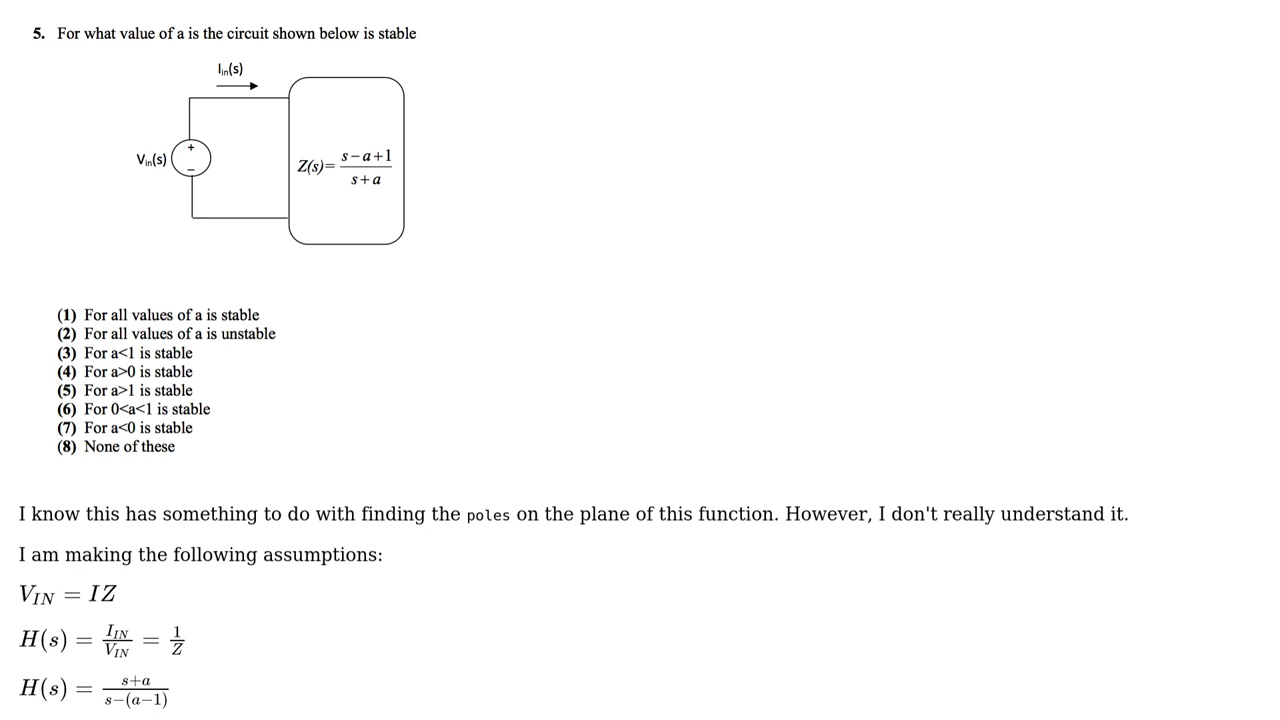 5. For what value of a is the circuit shown below is stable
Iin(s)
Vin(s)
+
−
Z(s)= s−a+1 / s+a
(1) For all values of a is stable
(2) For all values of a is unstable
(3) For a<1 is stable
(4) For a>0 is stable
(5) For a>1 is stable
(6) For 0<a<1 is stable
(7) For a<0 is stable
(8) None of these
I know this has something to do with finding the poles on the plane of this function. However, I don't really understand it.
I am making the following assumptions:
V_IN = IZ
H(s) = I_IN / V_IN = 1 / Z
H(s) = s+a / s−(a−1)